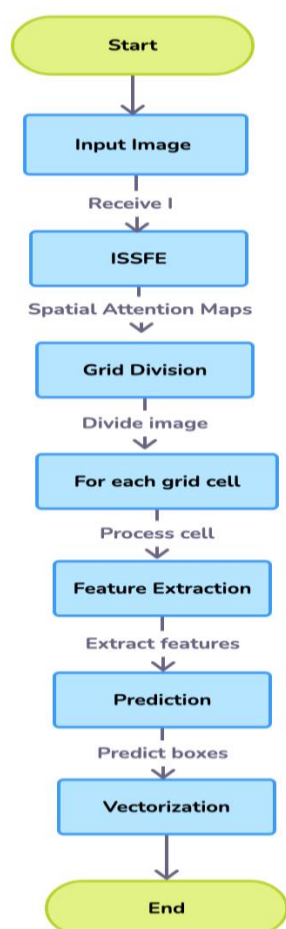 Start
Input Image
Receive I
ISSFE
Spatial Attention Maps
Grid Division
Divide image
For each grid cell
Process cell
Feature Extraction
Extract features
Prediction
Predict boxes
Vectorization
End